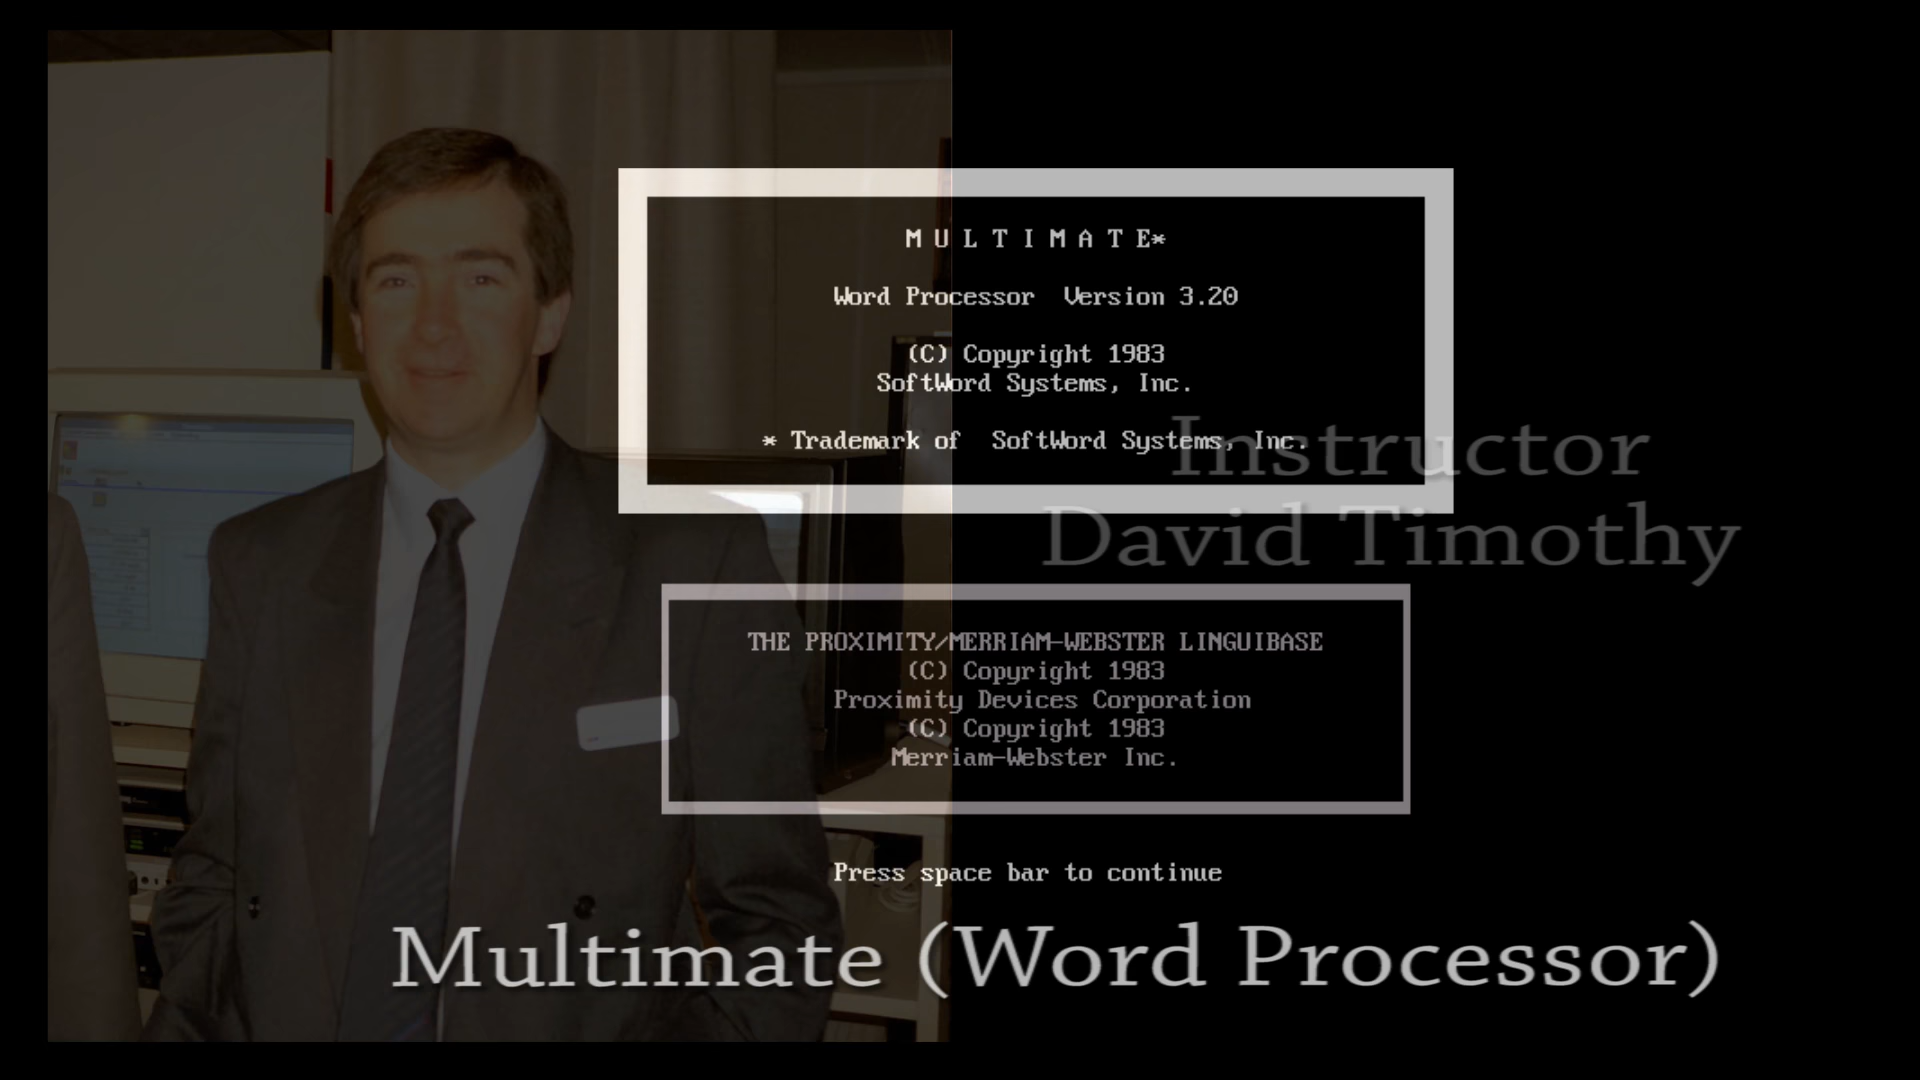 M U L T I M A T E*
Word Processor  Version 3.20
(C) Copyright 1983
SoftWord Systems, Inc.
* Trademark of  SoftWord Systems, Inc.
Instructor
David Timothy
THE PROXIMITY/MERRIAM-WEBSTER LINGUIBASE
(C) Copyright 1983
Proximity Devices Corporation
(C) Copyright 1983
Merriam-Webster Inc.
Press space bar to continue
Multimate (Word Processor)